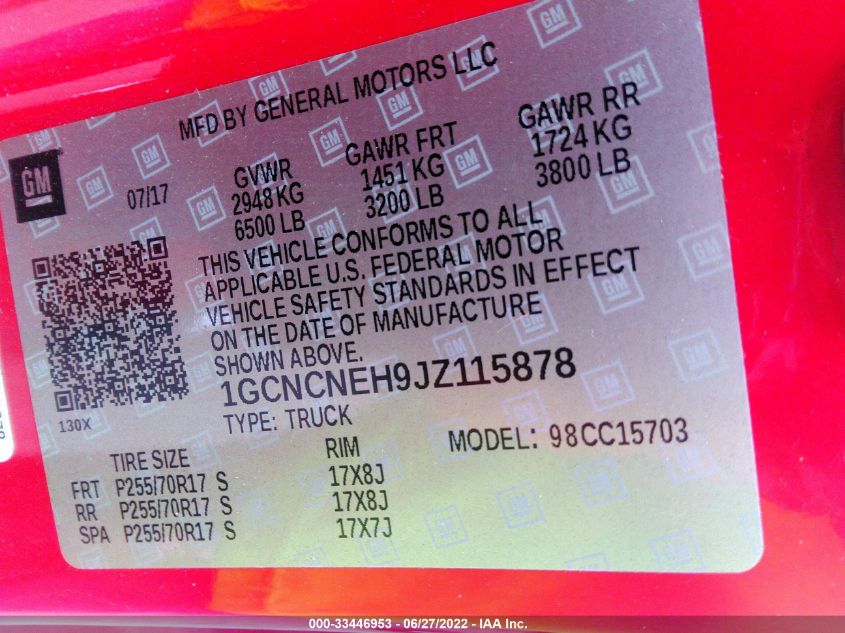 MFD BY GENERAL MOTORS LLC
GM
07/17
GVWR GAWR FRT GAWR RR
2948 KG 1451 KG 1724 KG
6500 LB 3200 LB 3800 LB
THIS VEHICLE CONFORMS TO ALL
APPLICABLE U.S. FEDERAL MOTOR
VEHICLE SAFETY STANDARDS IN EFFECT
ON THE DATE OF MANUFACTURE
SHOWN ABOVE.
1GCNCNEH9JZ115878
130X
TYPE: TRUCK
MODEL: 98CC15703
TIRE SIZE RIM
FRT P255/70R17 S 17X8J
RR P255/70R17 S 17X8J
SPA P255/70R17 S 17X7J
000-33446953 - 06/27/2022 - IAA Inc.